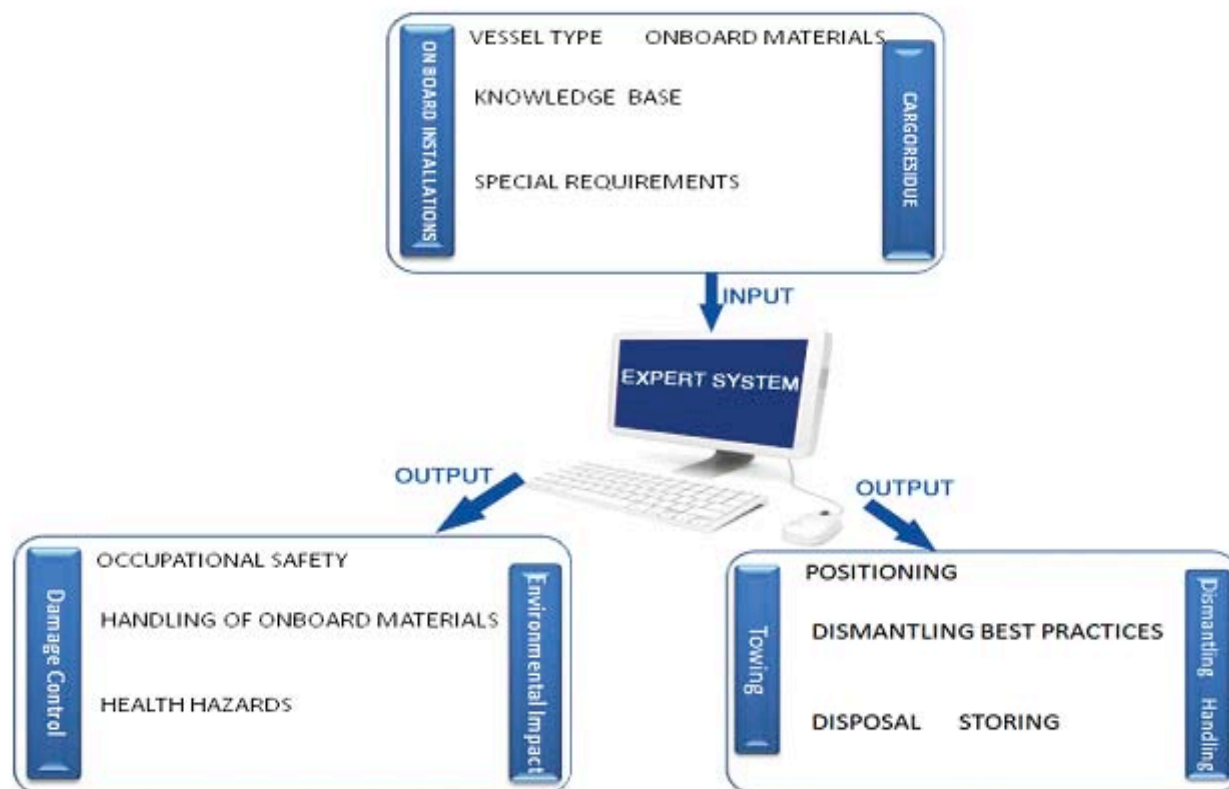 ONBOARD INSTALLATIONS
VESSEL TYPE ONBOARD MATERIALS
KNOWLEDGE BASE
SPECIAL REQUIREMENTS
CARGORESIDUE
INPUT
EXPERT SYSTEM
OUTPUT
OUTPUT
Damage Control
OCCUPATIONAL SAFETY
HANDLING OF ONBOARD MATERIALS
HEALTH HAZARDS
Environmental Impact
Towing
POSITIONING
DISMANTLING BEST PRACTICES
DISPOSAL STORING
Dismantling Handling